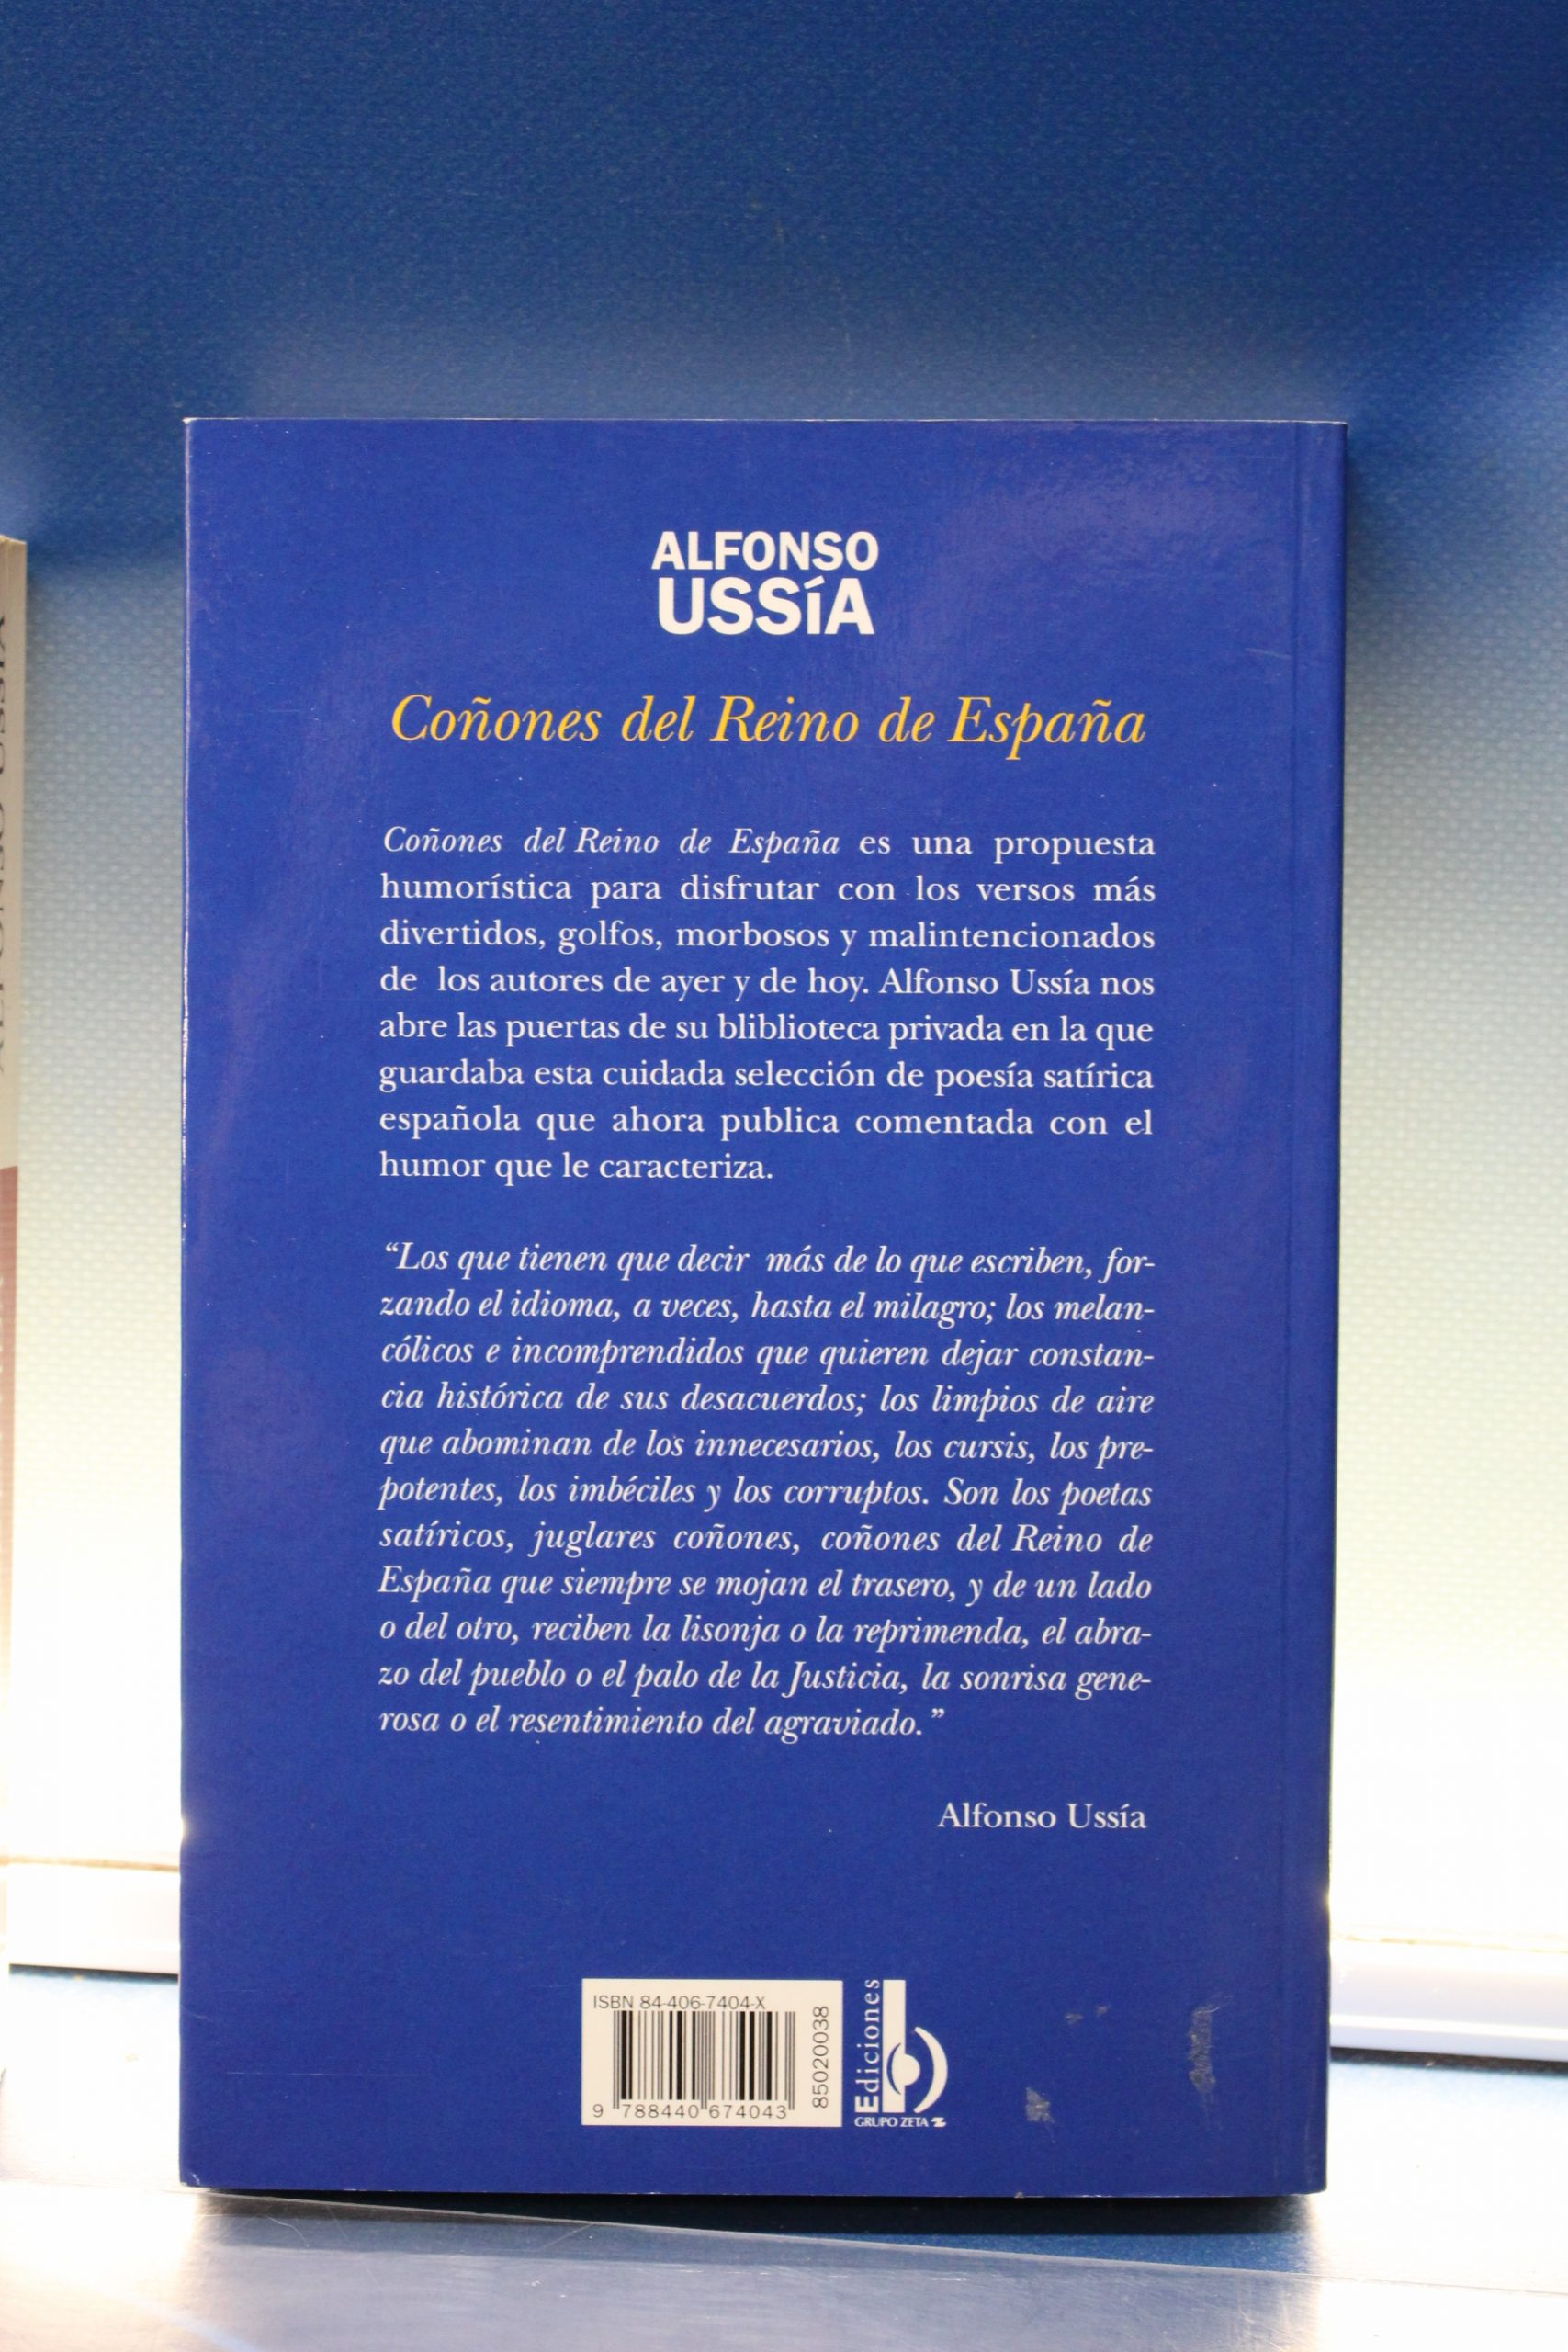 ALFONSO
USSíA
Coñones del Reino de España
Coñones del Reino de España es una propuesta
humorística para disfrutar con los versos más
divertidos, golfos, morbosos y malintencionados
de los autores de ayer y de hoy. Alfonso Ussía nos
abre las puertas de su bliblioteca privada en la que
guardaba esta cuidada selección de poesía satírica
española que ahora publica comentada con el
humor que le caracteriza.
“Los que tienen que decir más de lo que escriben, for-
zando el idioma, a veces, hasta el milagro; los melan-
cólicos e incomprendidos que quieren dejar constan-
cia histórica de sus desacuerdos; los limpios de aire
que abominan de los innecesarios, los cursis, los pre-
potentes, los imbéciles y los corruptos. Son los poetas
satíricos, juglares coñones, coñones del Reino de
España que siempre se mojan el trasero, y de un lado
o del otro, reciben la lisonja o la reprimenda, el abra-
zo del pueblo o el palo de la Justicia, la sonrisa gene-
rosa o el resentimiento del agraviado.”
Alfonso Ussía
ISBN 84-406-7404-X
9 788440 674043
85020038
Ediciones b
GRUPO ZETA
ALFONSO USSÍA